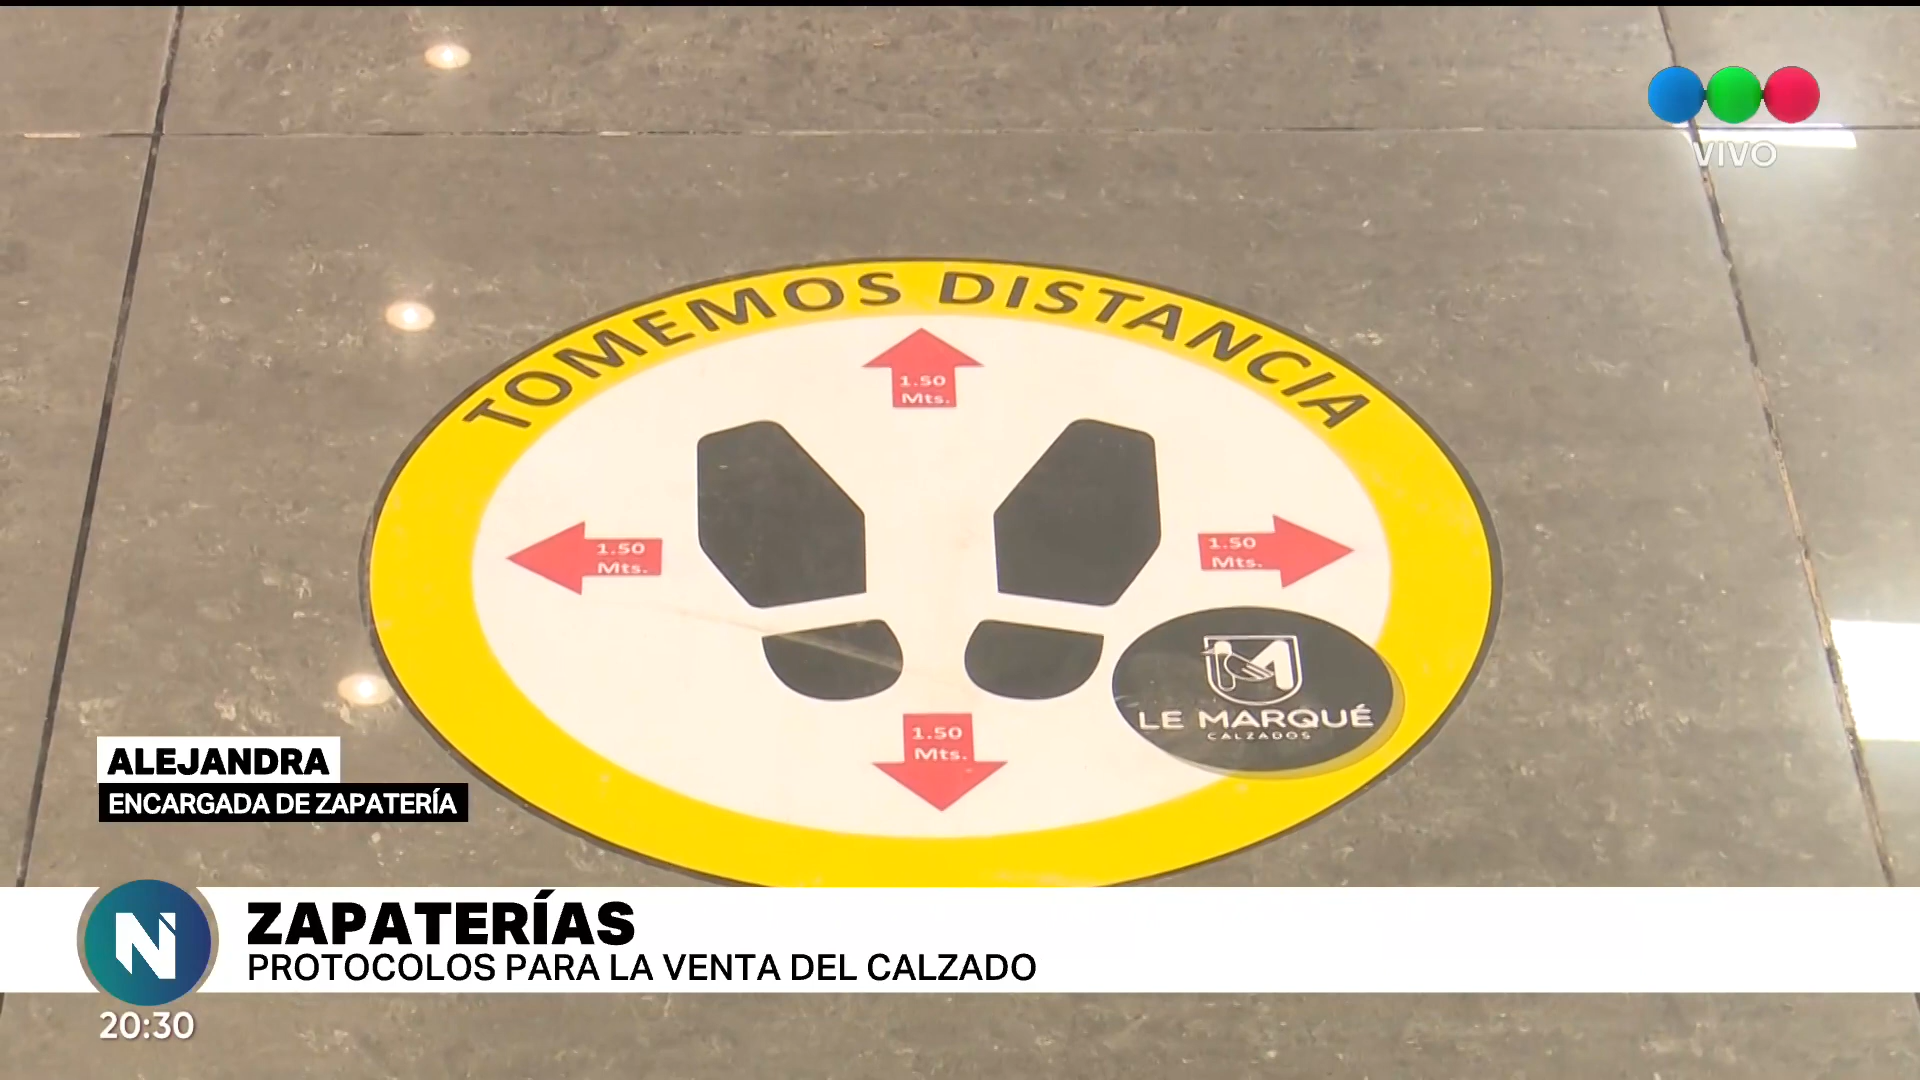 VIVO
TOMEMOS DISTANCIA
1.50
Mts.
1.50
Mts.
1.50
Mts.
1.50
Mts.
LE MARQUÉ
CALZADOS
ALEJANDRA
ENCARGADA DE ZAPATERÍA
N
ZAPATERÍAS
PROTOCOLOS PARA LA VENTA DEL CALZADO
20:30